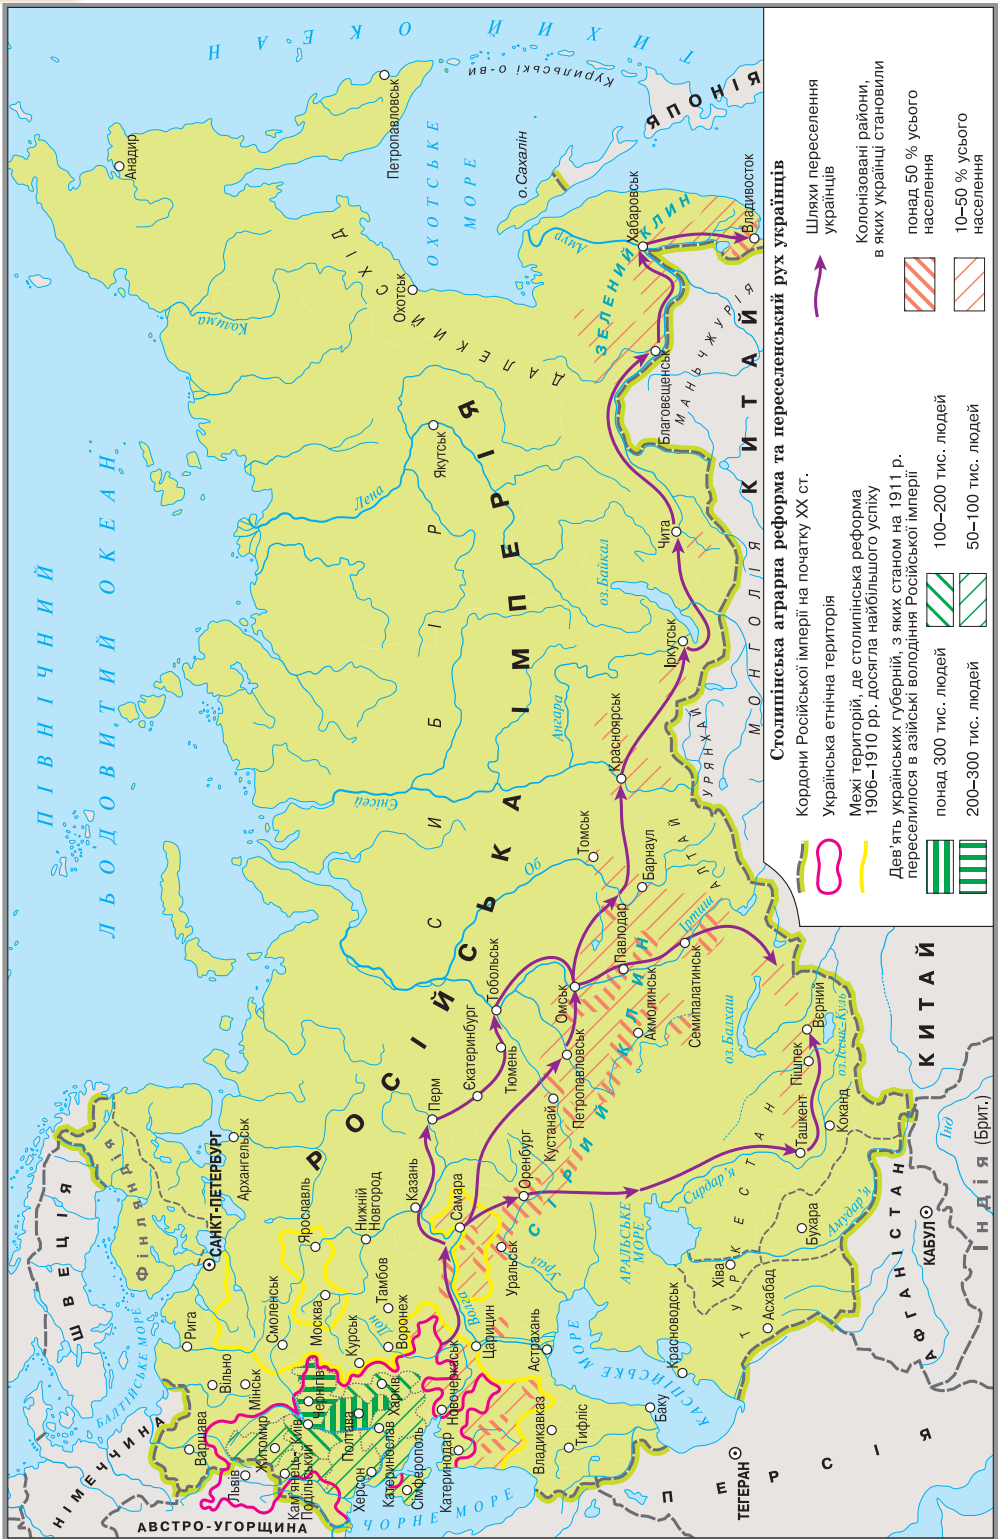 Столипінська аграрна реформа та переселенський рух українців
Кордони Російської імперії на початку XX ст.
Українська етнічна територія
Межі територій, де столипінська реформа
1906–1910 рр. досягла найбільшого успіху
Дев'ять українських губерній, з яких станом на 1911 р.
переселилося в азійські володіння Російської імперії
понад 300 тис. людей
200–300 тис. людей
100–200 тис. людей
50–100 тис. людей
Шляхи переселення
українців
Колонізовані райони,
в яких українці становили
понад 50 % усього
населення
10–50 % усього
населення
ПІВНІЧНИЙ
ЛЬОДОВИТИЙ ОКЕАН
ТИХИЙ ОКЕАН
ОХОТСЬКЕ
МОРЕ
Курильські о-ви
о.Сахалін
ЯПОНІЯ
Анадир
Петропавловськ
Охотськ
Колима
ДАЛЕКИЙ СХІД
Якутськ
Лена
РОСІЙСЬКА ІМПЕРІЯ
СИБІР
Хабаровськ
Владивосток
Амур
ЗЕЛЕНИЙ КЛИН
Благовєщенськ
МАНЬЧЖУРІЯ
КИТАЙ
Чита
оз.Байкал
Іркутськ
МОНГОЛІЯ
УРЯНХАЙ
Ангара
Красноярськ
Єнісей
Об
Томськ
Барнаул
АЛТАЙ
Іртиш
Павлодар
Семипалатинськ
Акмолинськ
Омськ
Тобольськ
Тюмень
Єкатеринбург
Петропавловськ
Кустанай
СІРИЙ КЛИН
Перм
Казань
Самара
Оренбург
Уральськ
Урал
Волга
оз.Балхаш
Вєрний
оз.Іссик-Куль
Пішпек
Ташкент
Коканд
КИТАЙ
Сирдар'я
АРАЛЬСЬКЕ
МОРЕ
ТУРКЕСТАН
Хіва
Бухара
Амудар'я
Асхабад
Красноводськ
КАСПІЙСЬКЕ МОРЕ
Баку
АФГАНІСТАН
КАБУЛ
Інд
Індія (Брит.)
ПЕРСІЯ
ТЕГЕРАН
ШВЕЦІЯ
Фінляндія
САНКТ-ПЕТЕРБУРГ
Архангельськ
Ярославль
Нижній
Новгород
БАЛТІЙСЬКЕ МОРЕ
Рига
Смоленськ
Москва
Тамбов
Вільно
Мінськ
Курськ
Воронеж
Дон
Царицин
Астрахань
НІМЕЧЧИНА
Варшава
Житомир
Київ
Чернігів
Полтава
Харків
Новочеркаськ
Львів
Кам'янець-
Подільський
Херсон
Катеринослав
Сімферополь
Катеринодар
Владикавказ
Тифліс
АВСТРО-УГОРЩИНА
ЧОРНЕ МОРЕ